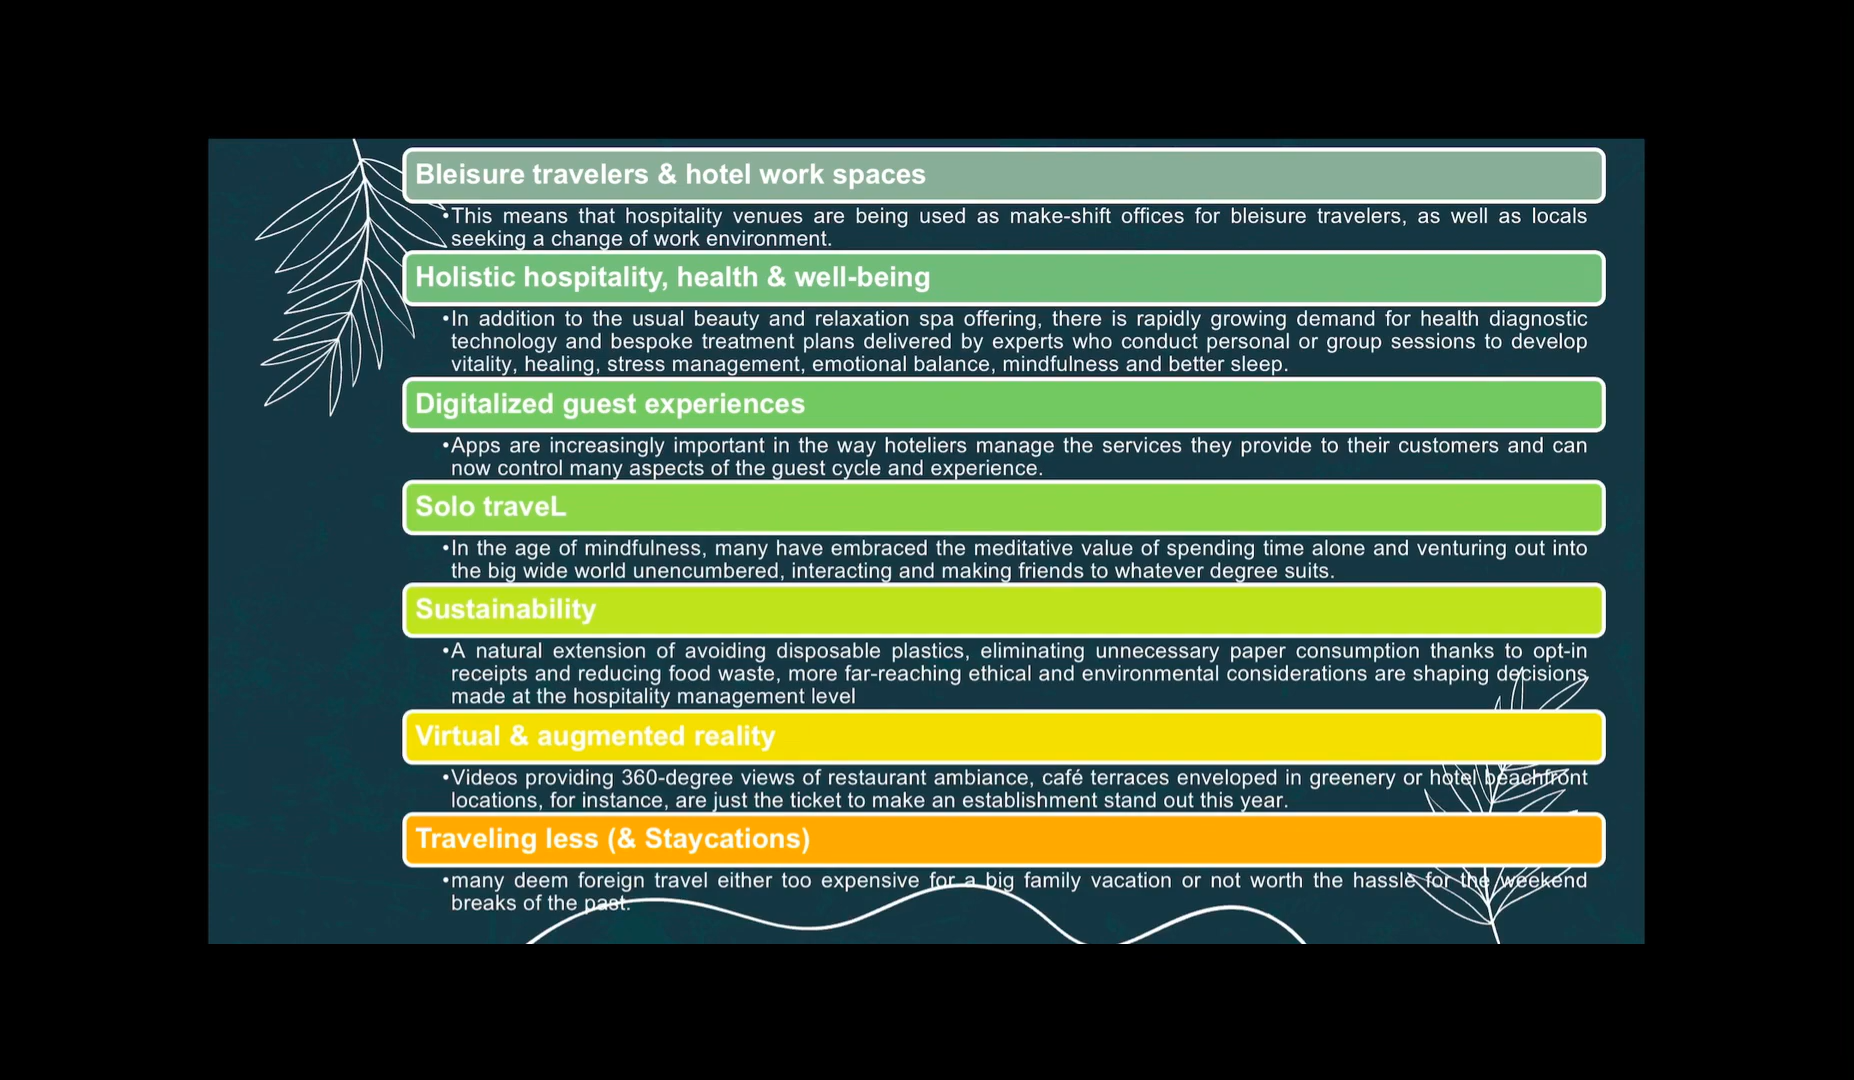 Bleisure travelers & hotel work spaces
•This means that hospitality venues are being used as make-shift offices for bleisure travelers, as well as locals
seeking a change of work environment.
Holistic hospitality, health & well-being
•In addition to the usual beauty and relaxation spa offering, there is rapidly growing demand for health diagnostic
technology and bespoke treatment plans delivered by experts who conduct personal or group sessions to develop
vitality, healing, stress management, emotional balance, mindfulness and better sleep.
Digitalized guest experiences
•Apps are increasingly important in the way hoteliers manage the services they provide to their customers and can
now control many aspects of the guest cycle and experience.
Solo traveL
•In the age of mindfulness, many have embraced the meditative value of spending time alone and venturing out into
the big wide world unencumbered, interacting and making friends to whatever degree suits.
Sustainability
•A natural extension of avoiding disposable plastics, eliminating unnecessary paper consumption thanks to opt-in
receipts and reducing food waste, more far-reaching ethical and environmental considerations are shaping decisions
made at the hospitality management level
Virtual & augmented reality
•Videos providing 360-degree views of restaurant ambiance, café terraces enveloped in greenery or hotel beachfront
locations, for instance, are just the ticket to make an establishment stand out this year.
Traveling less (& Staycations)
•many deem foreign travel either too expensive for a big family vacation or not worth the hassle for the weekend
breaks of the past.